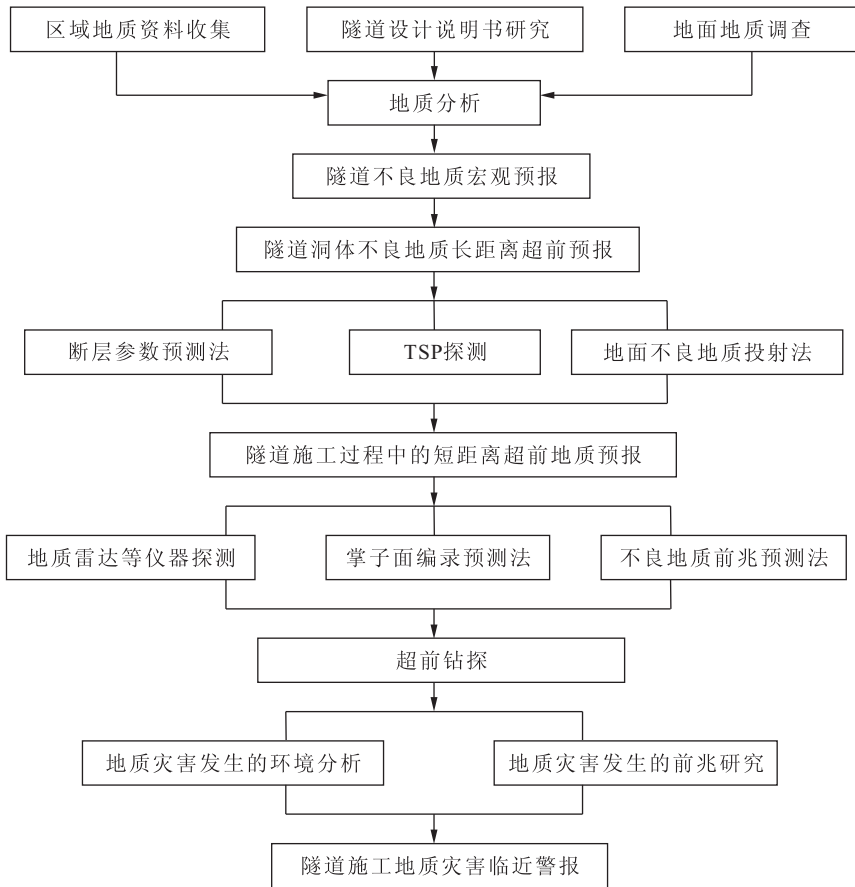 区域地质资料收集
隧道设计说明书研究
地面地质调查
地质分析
隧道不良地质宏观预报
隧道洞体不良地质长距离超前预报
断层参数预测法
TSP探测
地面不良地质投射法
隧道施工过程中的短距离超前地质预报
地质雷达等仪器探测
掌子面编录预测法
不良地质前兆预测法
超前钻探
地质灾害发生的环境分析
地质灾害发生的前兆研究
隧道施工地质灾害临近警报